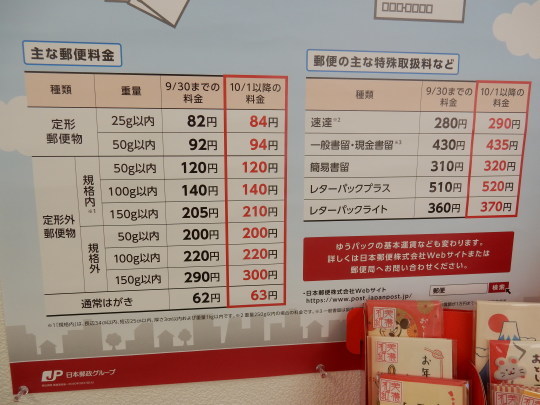 主な郵便料金
種類 重量 9/30までの料金 10/1以降の料金
定形郵便物 25g以内 82円 84円
50g以内 92円 94円
定形外郵便物 規格内※1 50g以内 120円 120円
100g以内 140円 140円
150g以内 205円 210円
規格外 50g以内 200円 200円
100g以内 220円 220円
150g以内 290円 300円
通常はがき 62円 63円
JP 日本郵政グループ
郵便の主な特殊取扱料など
種類 9/30までの料金 10/1以降の料金
速達※2 280円 290円
一般書留・現金書留※3 430円 435円
簡易書留 310円 320円
レターパックプラス 510円 520円
レターパックライト 360円 370円
ゆうパックの基本運賃なども変わります。
詳しくは日本郵便株式会社Webサイトまたは
郵便局へお問い合わせください。
・日本郵便株式会社Webサイト
https://www.post.japanpost.jp/
郵便 検索